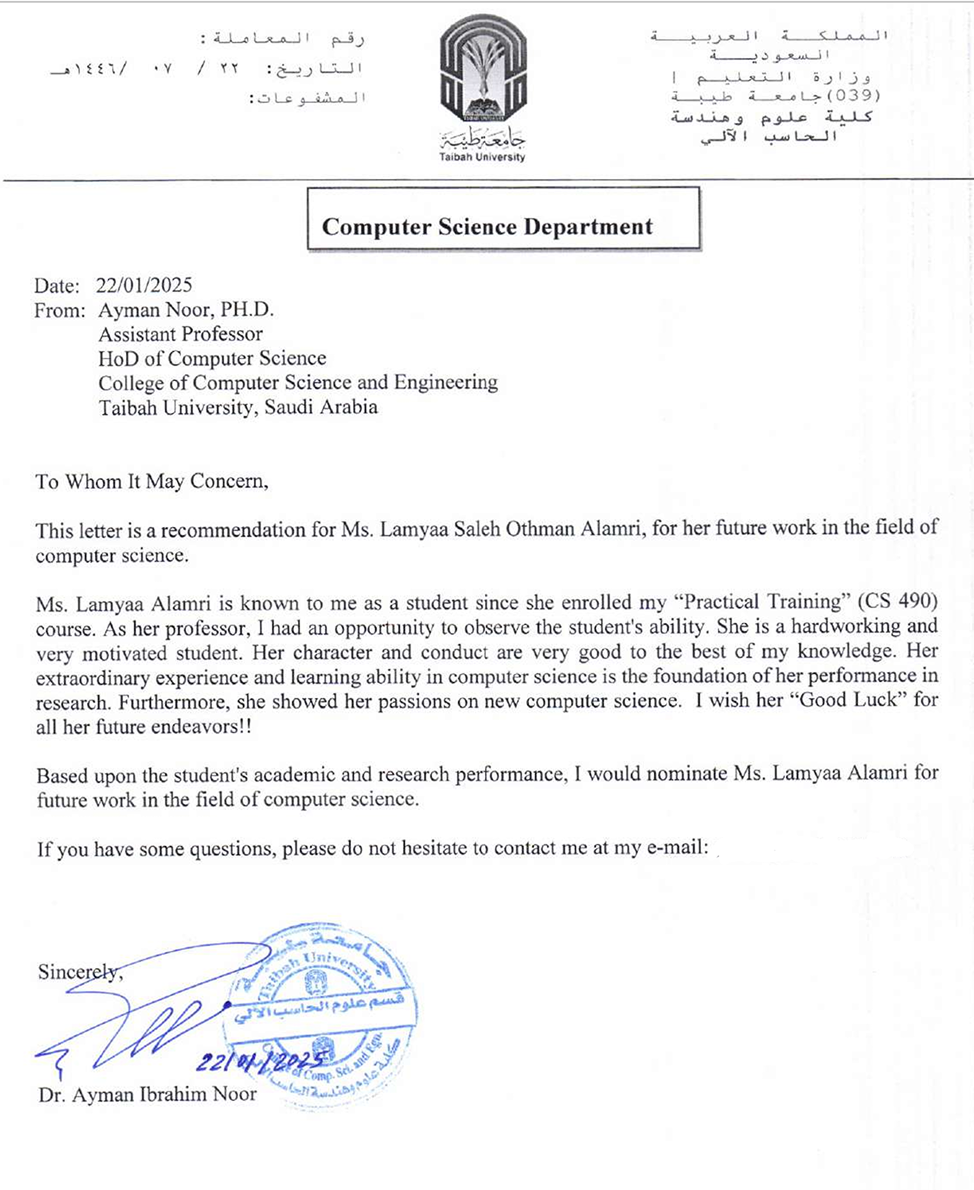 المملكة العربية
السعودية
وزارة التعليم |
(039)جامعة طيبة
كلية علوم وهندسة
الحاسب الآلي
جامعة طيبة
Taibah University
رقم المعاملة:
التاريخ: ٢٢ / ٠٧ /١٤٤٦هـ
المشفوعات:
Computer Science Department
Date: 22/01/2025
From: Ayman Noor, PH.D.
Assistant Professor
HoD of Computer Science
College of Computer Science and Engineering
Taibah University, Saudi Arabia
To Whom It May Concern,
This letter is a recommendation for Ms. Lamyaa Saleh Othman Alamri, for her future work in the field of
computer science.
Ms. Lamyaa Alamri is known to me as a student since she enrolled my “Practical Training” (CS 490)
course. As her professor, I had an opportunity to observe the student's ability. She is a hardworking and
very motivated student. Her character and conduct are very good to the best of my knowledge. Her
extraordinary experience and learning ability in computer science is the foundation of her performance in
research. Furthermore, she showed her passions on new computer science. I wish her “Good Luck” for
all her future endeavors!!
Based upon the student's academic and research performance, I would nominate Ms. Lamyaa Alamri for
future work in the field of computer science.
If you have some questions, please do not hesitate to contact me at my e-mail:
Sincerely,
جامعة طيبة
Taibah University
قسم علوم الحاسب الآلي
of Comp. Sci. and Egn.
كلية علوم وهندسة الحاسب
22/01/2025
Dr. Ayman Ibrahim Noor